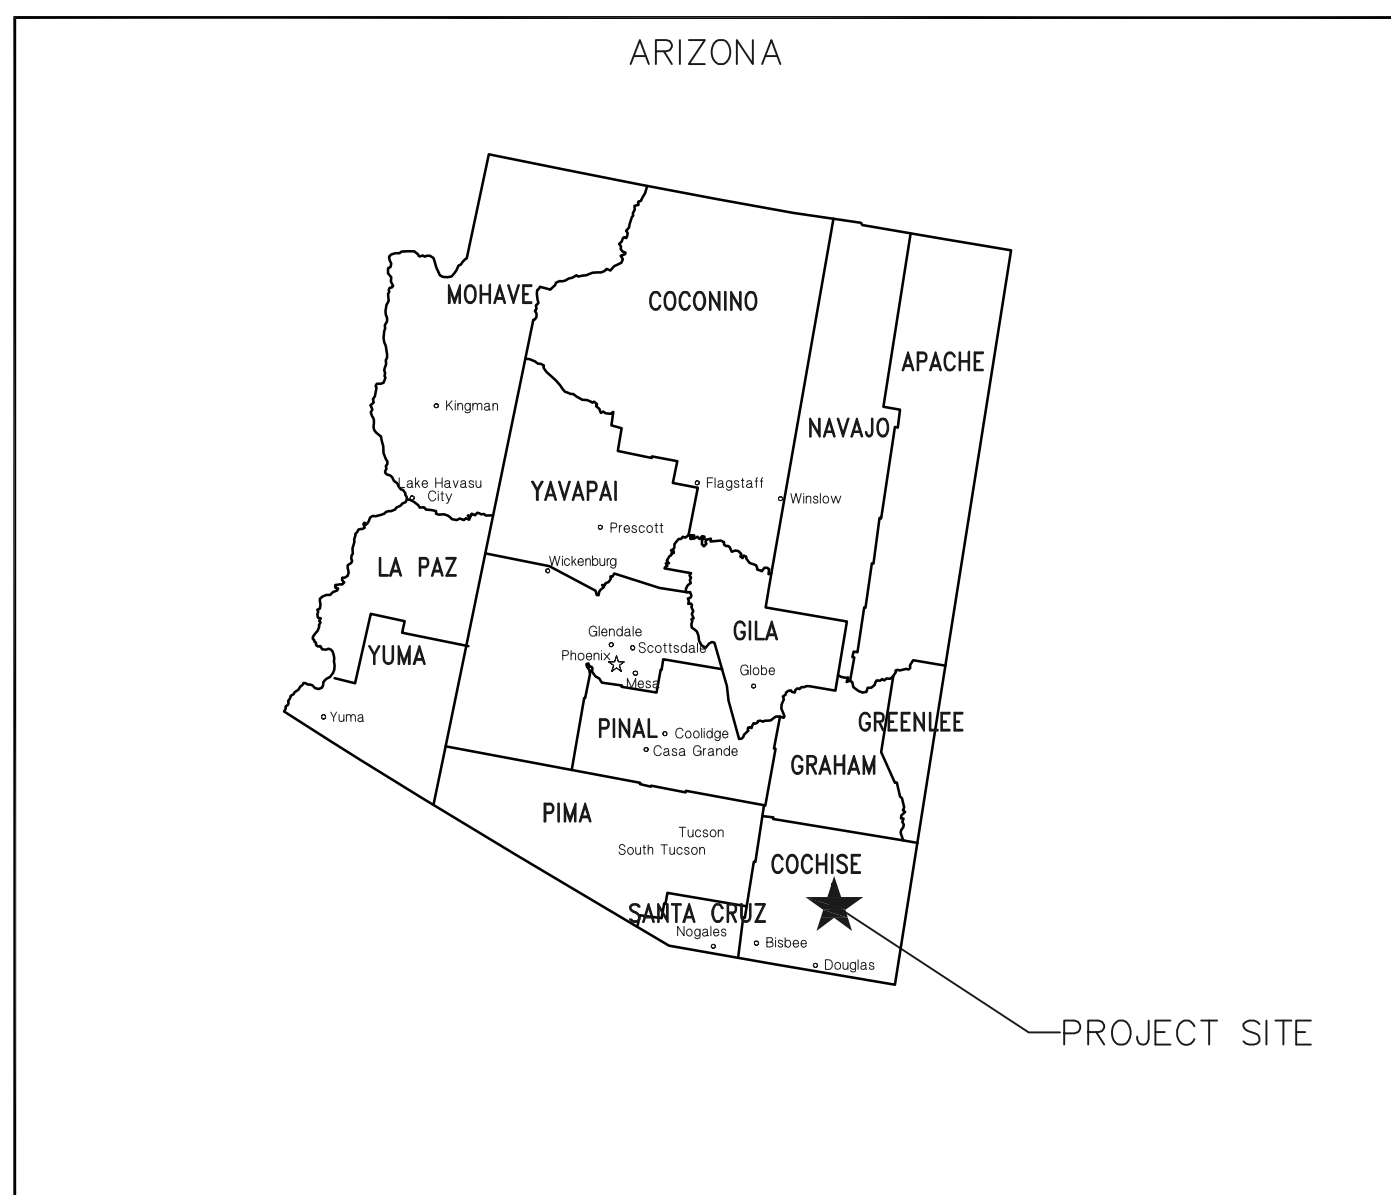 ARIZONA
MOHAVE
COCONINO
APACHE
Kingman
NAVAJO
Lake Havasu
City
YAVAPAI
Flagstaff
Winslow
Prescott
Wickenburg
LA PAZ
Glendale
GILA
Scottsdale
YUMA
Phoenix
Globe
Mesa
Yuma
GREENLEE
PINAL
Coolidge
Casa Grande
GRAHAM
PIMA
Tucson
South Tucson
COCHISE
SANTA CRUZ
Nogales
Bisbee
Douglas
PROJECT SITE